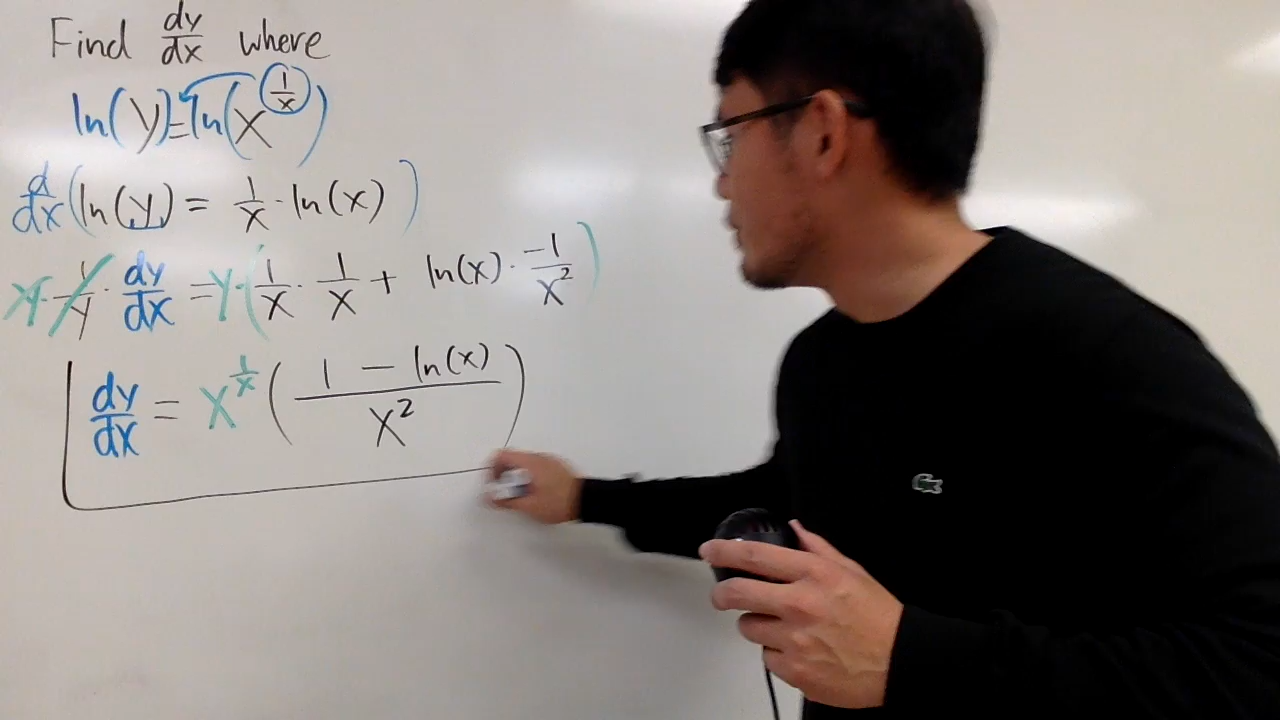 Find dy/dx where
ln(y)=ln(x^(1/x))
d/dx(ln(y) = 1/x · ln(x))
y · 1/y · dy/dx = y · (1/x · 1/x + ln(x) · -1/x²)
dy/dx = x^(1/x) ( (1 - ln(x))/x² )